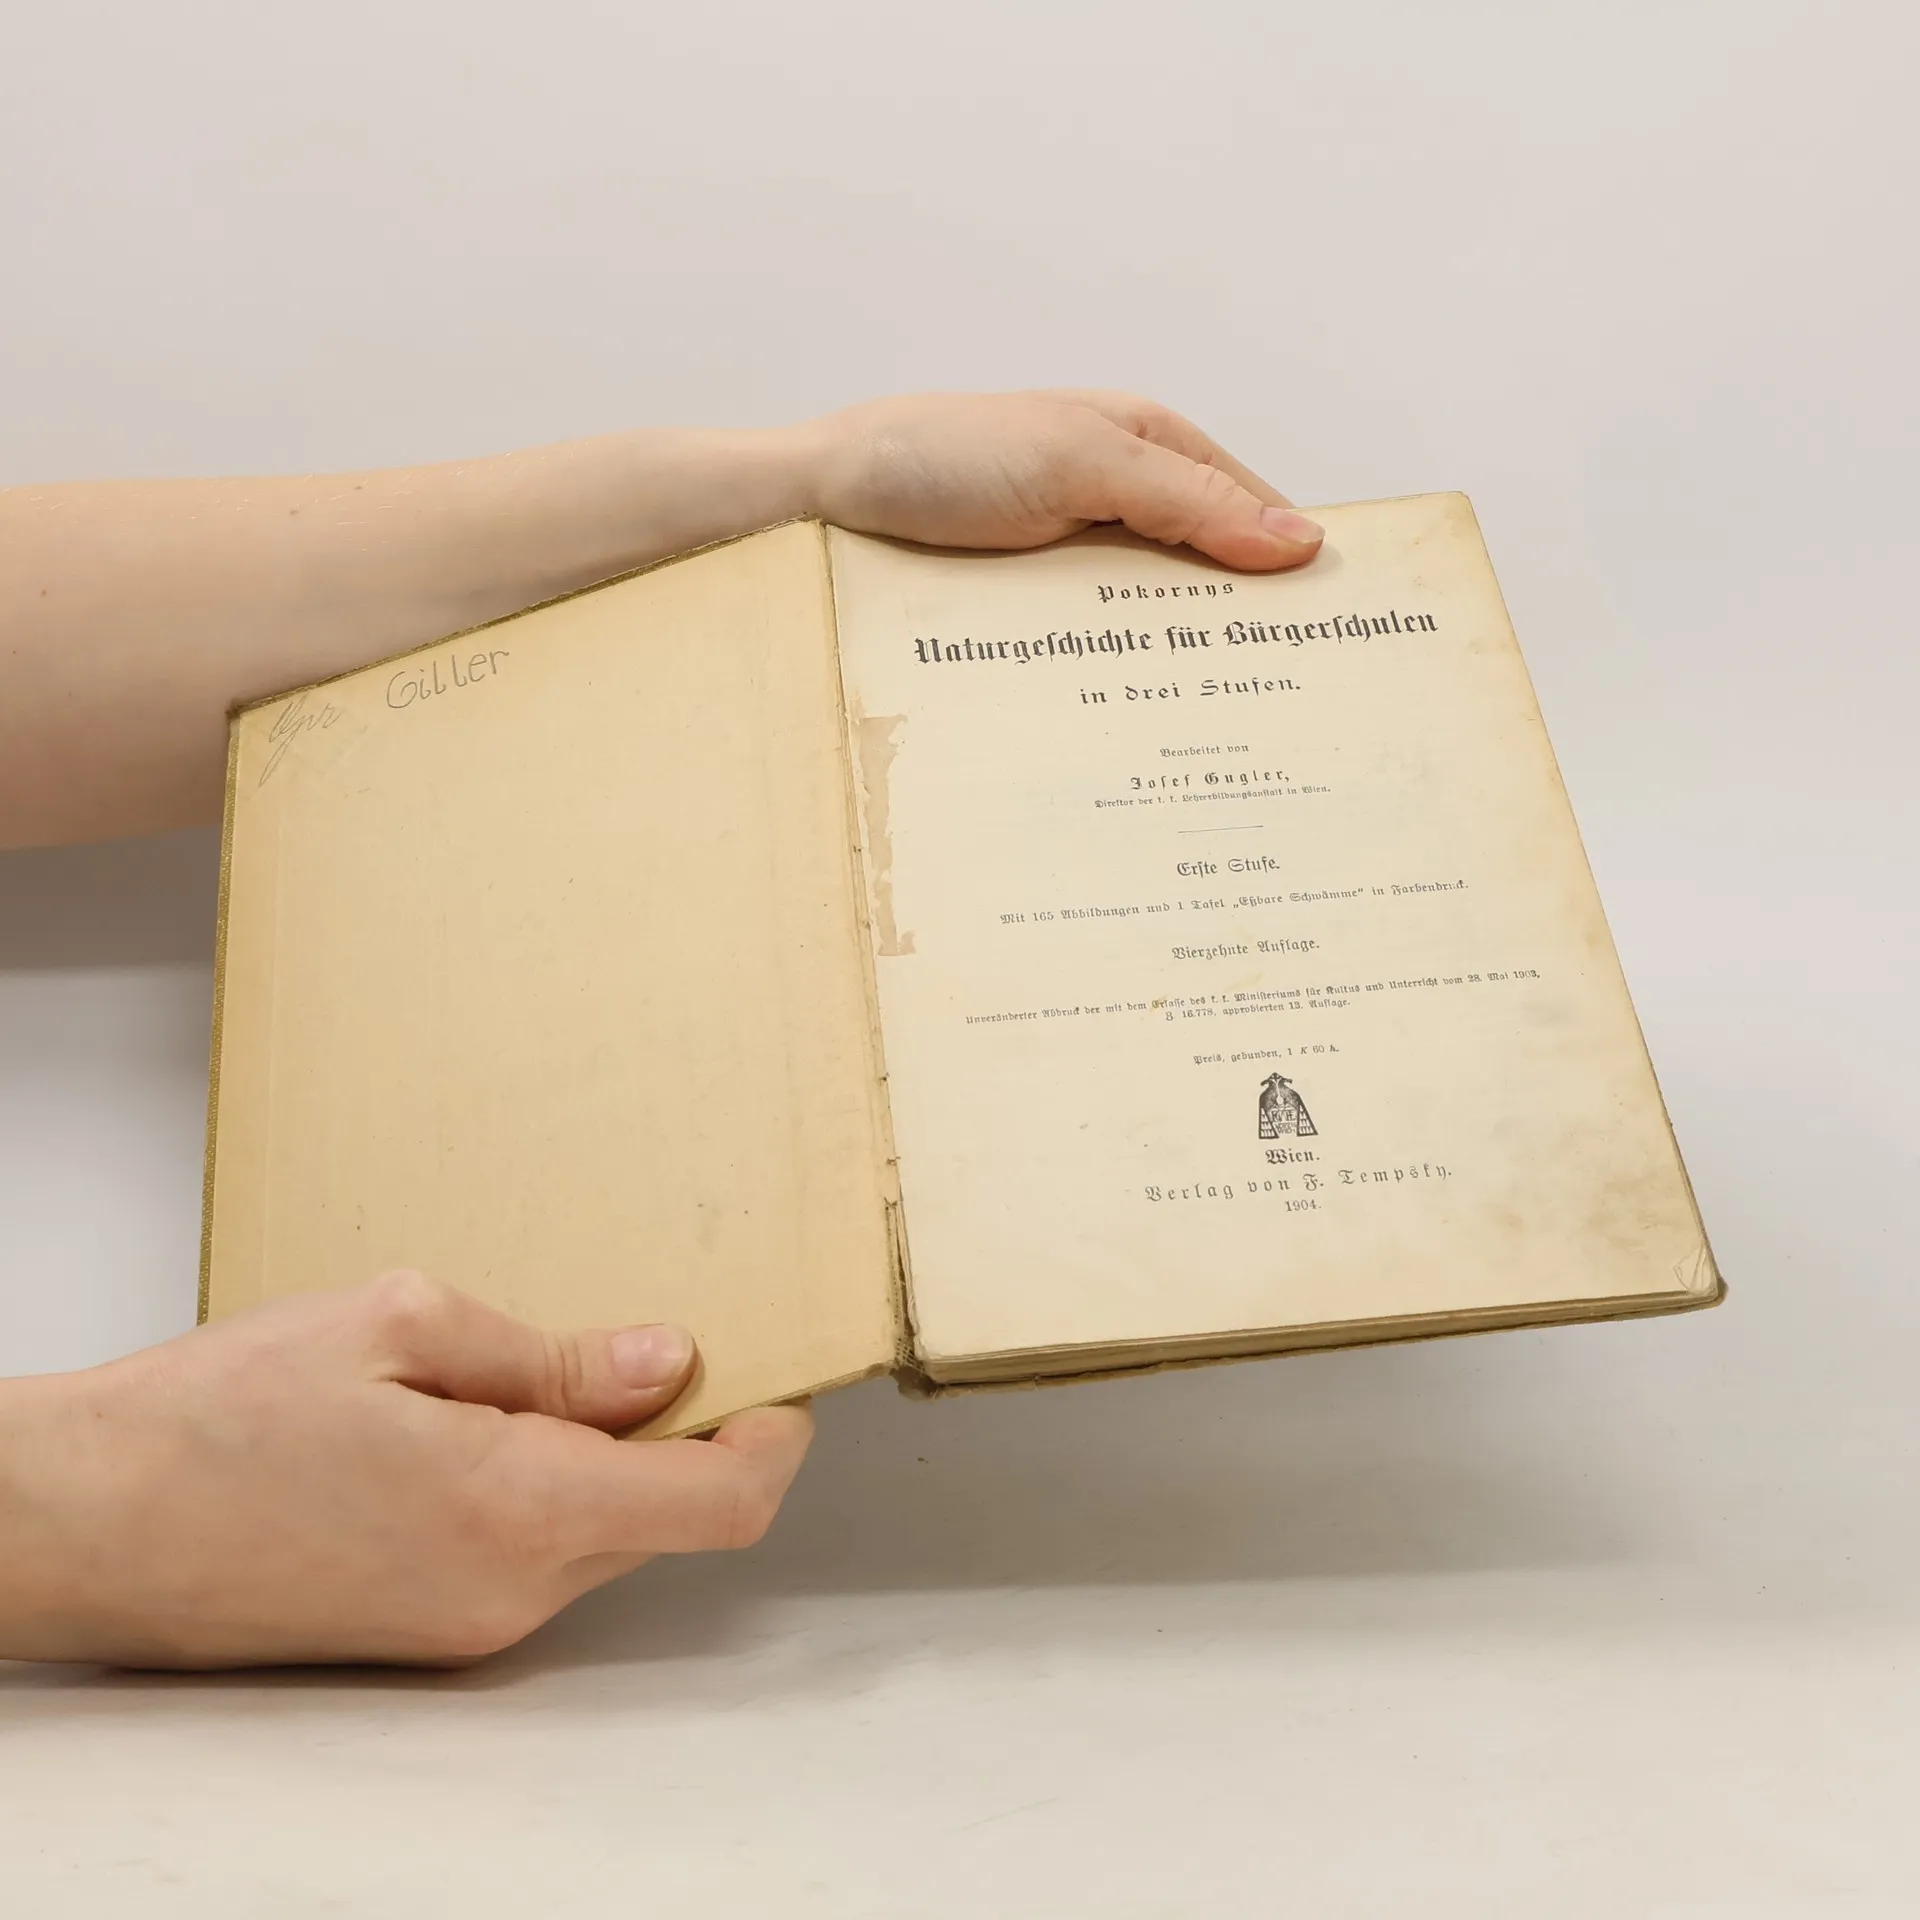 Giller
Pokornys
Naturgeschichte für Bürgerschulen
in drei Stufen.
Bearbeitet von
Josef Gugler,
Direktor der k. k. Lehrerbildungsanstalt in Wien.
Erste Stufe.
Mit 165 Abbildungen und 1 Tafel „Eßbare Schwämme“ in Farbendruck.
Vierzehnte Auflage.
Unveränderter Abdruck der mit dem Erlasse des k. k. Ministeriums für Kultus und Unterricht vom 28. Mai 1903,
Z 16.778, approbierten 13. Auflage.
Preis, gebunden, 1 K 60 h.
Wien.
Verlag von F. Tempsky.
1904.